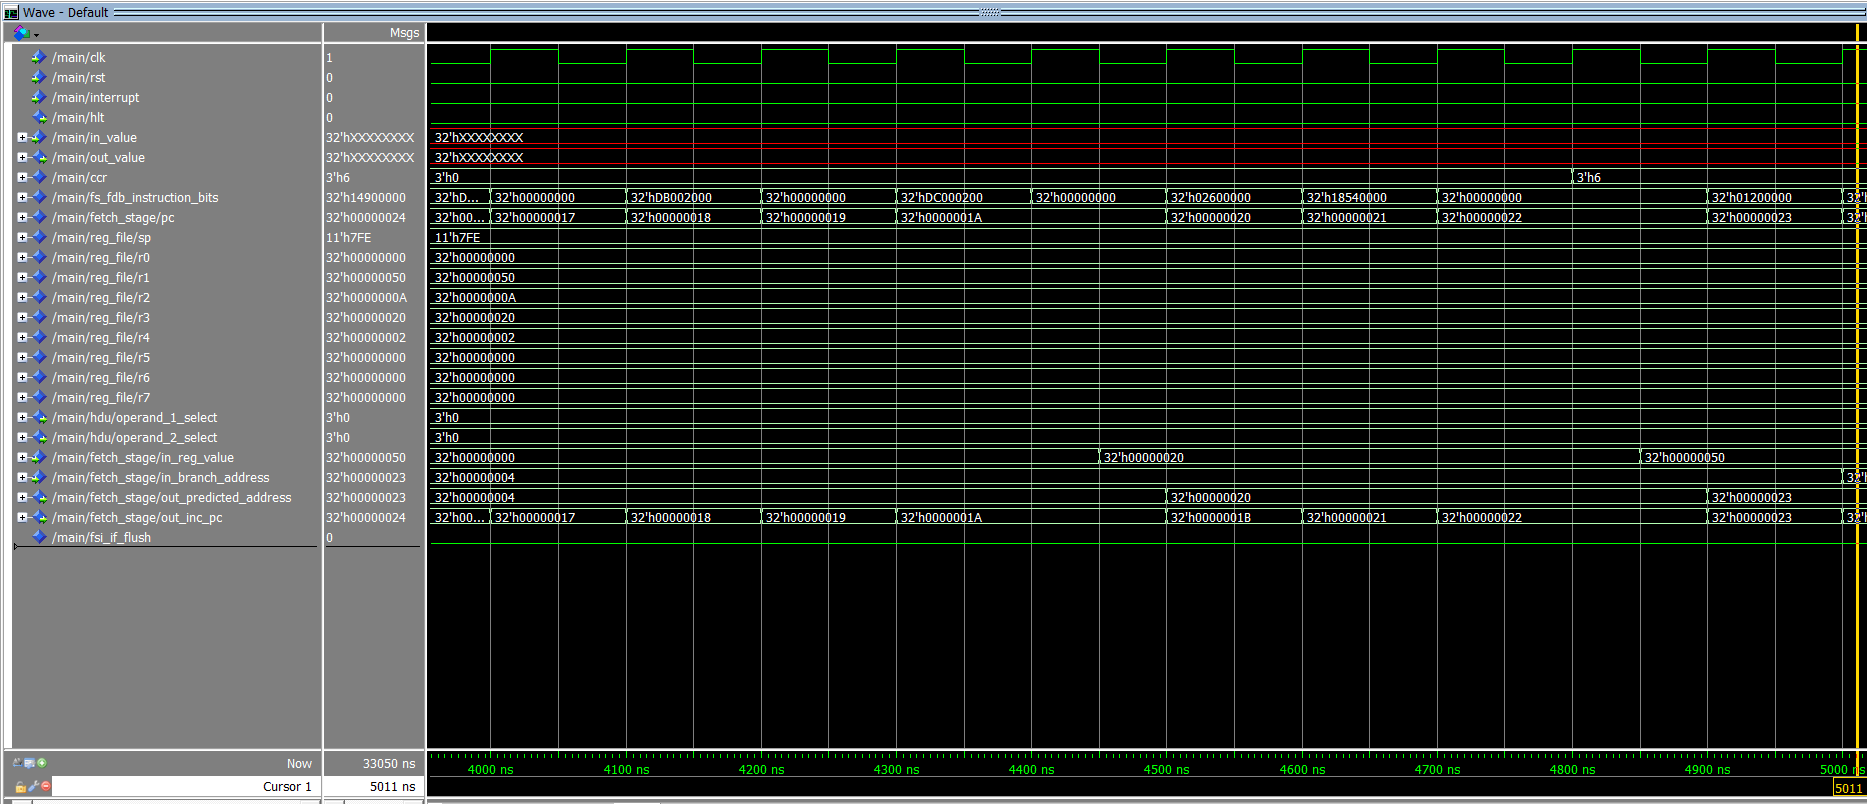 Wave - Default
Msgs
/main/clk 1
/main/rst 0
/main/interrupt 0
/main/hlt 0
/main/in_value 32'hXXXXXXXX 32'hXXXXXXXX
/main/out_value 32'hXXXXXXXX 32'hXXXXXXXX
/main/ccr 3'h6 3'h0 3'h6
/main/fs_fdb_instruction_bits 32'h14900000 32'hD... 32'h00000000 32'hDB002000 32'h00000000 32'hDC000200 32'h00000000 32'h02600000 32'h18540000 32'h00000000 32'h01200000
/main/fetch_stage/pc 32'h00000024 32'h00... 32'h00000017 32'h00000018 32'h00000019 32'h0000001A 32'h00000020 32'h00000021 32'h00000022 32'h00000023
/main/reg_file/sp 11'h7FE 11'h7FE
/main/reg_file/r0 32'h00000000 32'h00000000
/main/reg_file/r1 32'h00000050 32'h00000050
/main/reg_file/r2 32'h0000000A 32'h0000000A
/main/reg_file/r3 32'h00000020 32'h00000020
/main/reg_file/r4 32'h00000002 32'h00000002
/main/reg_file/r5 32'h00000000 32'h00000000
/main/reg_file/r6 32'h00000000 32'h00000000
/main/reg_file/r7 32'h00000000 32'h00000000
/main/hdu/operand_1_select 3'h0 3'h0
/main/hdu/operand_2_select 3'h0 3'h0
/main/fetch_stage/in_reg_value 32'h00000050 32'h00000000 32'h00000020 32'h00000050
/main/fetch_stage/in_branch_address 32'h00000023 32'h00000004
/main/fetch_stage/out_predicted_address 32'h00000023 32'h00000004 32'h00000020 32'h00000023
/main/fetch_stage/out_inc_pc 32'h00000024 32'h00... 32'h00000017 32'h00000018 32'h00000019 32'h0000001A 32'h0000001B 32'h00000021 32'h00000022 32'h00000023
/main/fsi_if_flush 0
Now 33050 ns 4000 ns 4100 ns 4200 ns 4300 ns 4400 ns 4500 ns 4600 ns 4700 ns 4800 ns 4900 ns 5000 ns
Cursor 1 5011 ns 5011